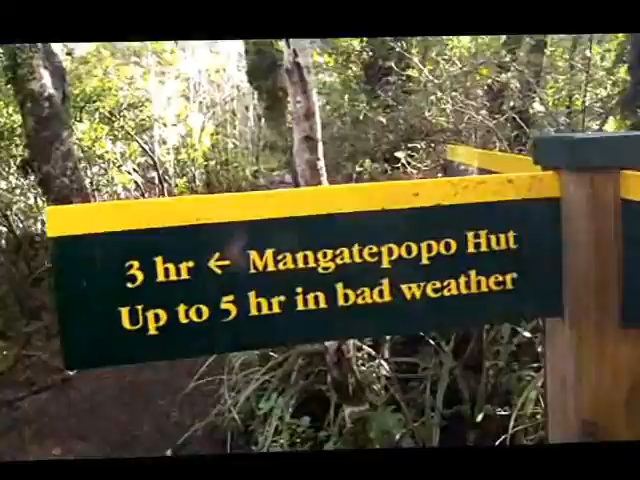 3 hr ← Mangatepopo Hut
Up to 5 hr in bad weather